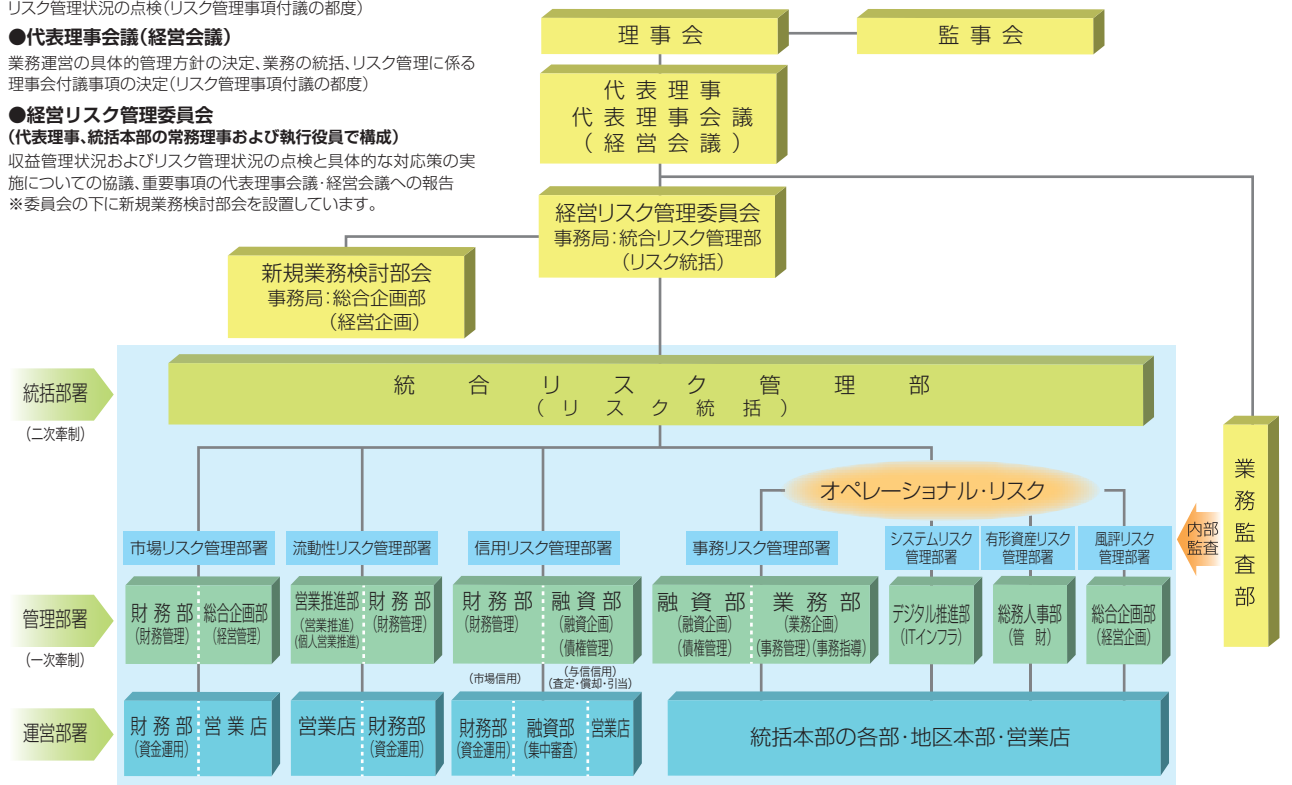 リスク管理状況の点検(リスク管理事項付議の都度)
●代表理事会議(経営会議)
業務運営の具体的管理方針の決定、業務の統括、リスク管理に係る
理事会付議事項の決定(リスク管理事項付議の都度)
●経営リスク管理委員会
(代表理事、統括本部の常務理事および執行役員で構成)
収益管理状況およびリスク管理状況の点検と具体的な対応策の実
施についての協議、重要事項の代表理事会議・経営会議への報告
※委員会の下に新規業務検討部会を設置しています。
理事会
監事会
代表理事
代表理事会議
(経営会議)
経営リスク管理委員会
事務局:統合リスク管理部
(リスク統括)
新規業務検討部会
事務局:総合企画部
(経営企画)
統括部署
(二次牽制)
統合リスク管理部
(リスク統括)
業務監査部
内部
監査
オペレーショナル・リスク
市場リスク管理部署
流動性リスク管理部署
信用リスク管理部署
事務リスク管理部署
システムリスク
管理部署
有形資産リスク
管理部署
風評リスク
管理部署
管理部署
(一次牽制)
財務部
(財務管理)
総合企画部
(経営管理)
営業推進部
(営業推進)
(個人営業推進)
財務部
(財務管理)
財務部
(財務管理)
融資部
(融資企画)
(債権管理)
融資部
(融資企画)
(債権管理)
業務部
(業務企画)
(事務管理)(事務指導)
デジタル推進部
(ITインフラ)
総務人事部
(管財)
総合企画部
(経営企画)
(市場信用)
(与信信用)
(査定・償却・引当)
運営部署
財務部
(資金運用)
営業店
営業店
財務部
(資金運用)
財務部
(資金運用)
融資部
(集中審査)
営業店
統括本部の各部・地区本部・営業店